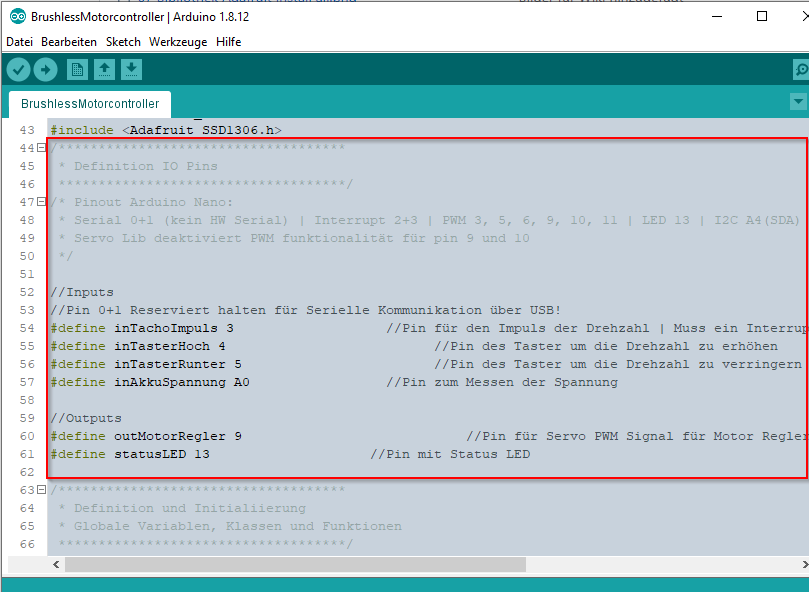 BrushlessMotorcontroller | Arduino 1.8.12
Datei Bearbeiten Sketch Werkzeuge Hilfe
BrushlessMotorcontroller
43 #include <Adafruit_SSD1306.h>
44 /************************************
45 * Definition IO Pins
46 ************************************/
47 /* Pinout Arduino Nano:
48 * Serial 0+1 (kein HW Serial) | Interrupt 2+3 | PWM 3, 5, 6, 9, 10, 11 | LED 13 | I2C A4(SDA)
49 * Servo Lib deaktiviert PWM funktionalität für pin 9 und 10
50 */
51
52 //Inputs
53 //Pin 0+1 Reserviert halten für Serielle Kommunikation über USB!
54 #define inTachoImpuls 3 //Pin für den Impuls der Drehzahl | Muss ein Interrup
55 #define inTasterHoch 4 //Pin des Taster um die Drehzahl zu erhöhen
56 #define inTasterRunter 5 //Pin des Taster um die Drehzahl zu verringern
57 #define inAkkuSpannung A0 //Pin zum Messen der Spannung
58
59 //Outputs
60 #define outMotorRegler 9 //Pin für Servo PWM Signal für Motor Regler
61 #define statusLED 13 //Pin mit Status LED
62
63 /************************************
64 * Definition und Initialiierung
65 * Globale Variablen, Klassen und Funktionen
66 ************************************/